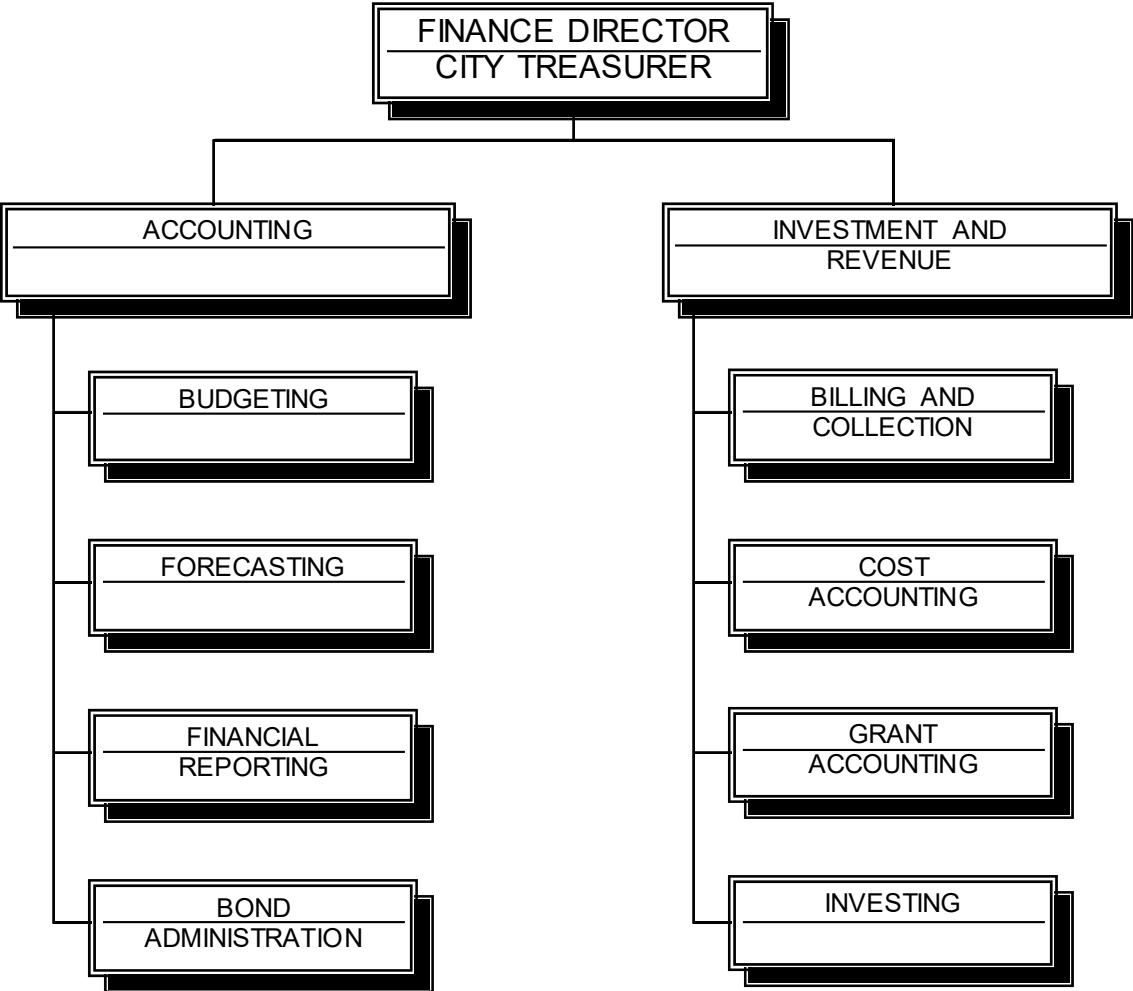 FINANCE DIRECTOR
CITY TREASURER
ACCOUNTING
BUDGETING
FORECASTING
FINANCIAL
REPORTING
BOND
ADMINISTRATION
INVESTMENT AND
REVENUE
BILLING AND
COLLECTION
COST
ACCOUNTING
GRANT
ACCOUNTING
INVESTING